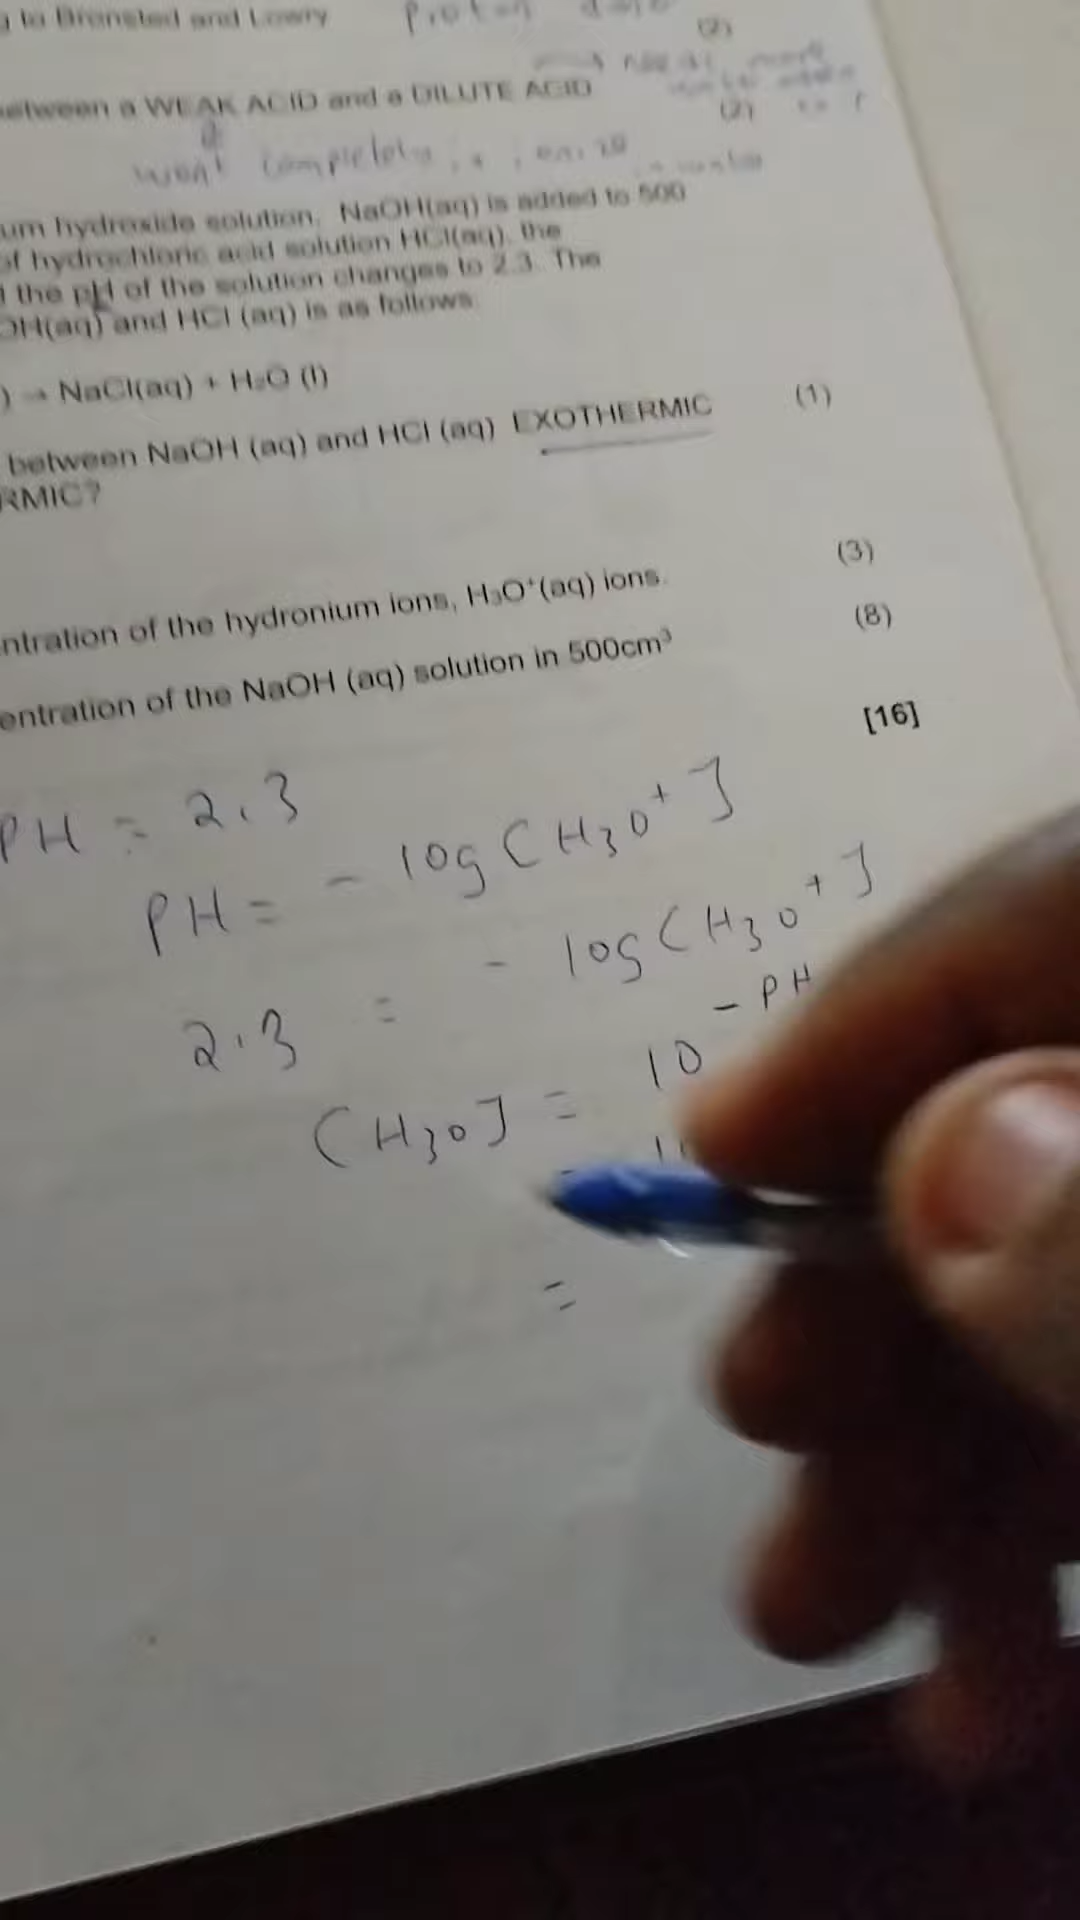 to Bronsted and Lowry Proton
(2)
between a WEAK ACID and a DILUTE ACID
(2)
completely
hydroxide solution, NaOH(aq) is added to 500
of hydrochloric acid solution HCl(aq), the
the pH of the solution changes to 2.3. The
OH(aq) and HCl (aq) is as follows:
) → NaCl(aq) + H₂O (l)
between NaOH (aq) and HCl (aq) EXOTHERMIC (1)
RMIC?
(3)
ntration of the hydronium ions, H₃O⁺(aq) ions.
(8)
entration of the NaOH (aq) solution in 500cm³
[16]
PH = 2.3
PH = - log [H3O+]
2.3 = - log [H3O+]
[H3O] = 10-PH
=
=